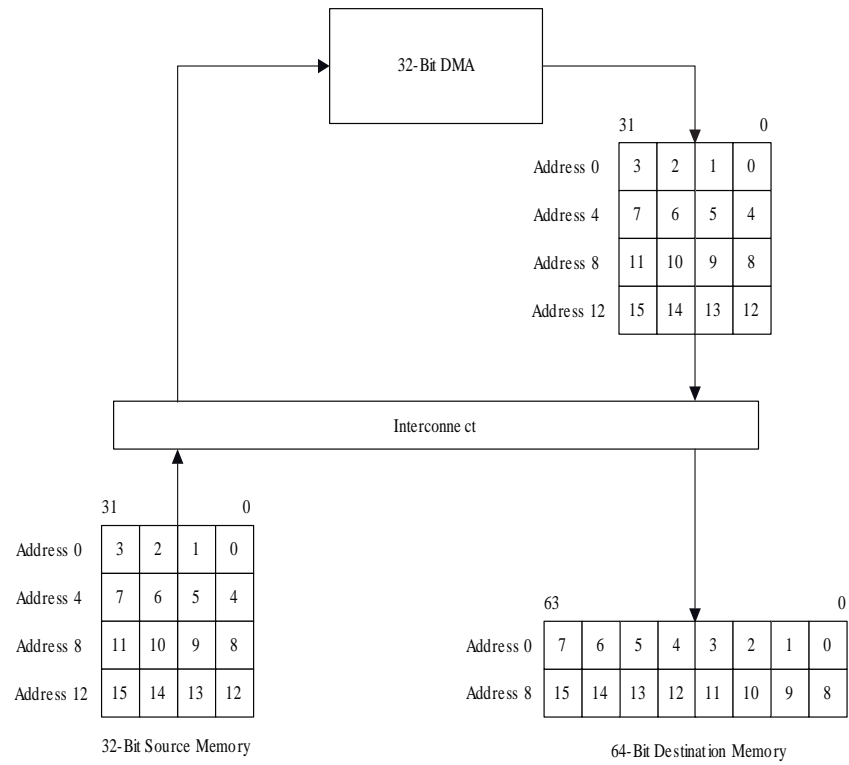 32-Bit DMA
31 0
Address 0 3 2 1 0
Address 4 7 6 5 4
Address 8 11 10 9 8
Address 12 15 14 13 12
Interconnect
31 0
Address 0 3 2 1 0
Address 4 7 6 5 4
Address 8 11 10 9 8
Address 12 15 14 13 12
32-Bit Source Memory
63 0
Address 0 7 6 5 4 3 2 1 0
Address 8 15 14 13 12 11 10 9 8
64-Bit Destination Memory